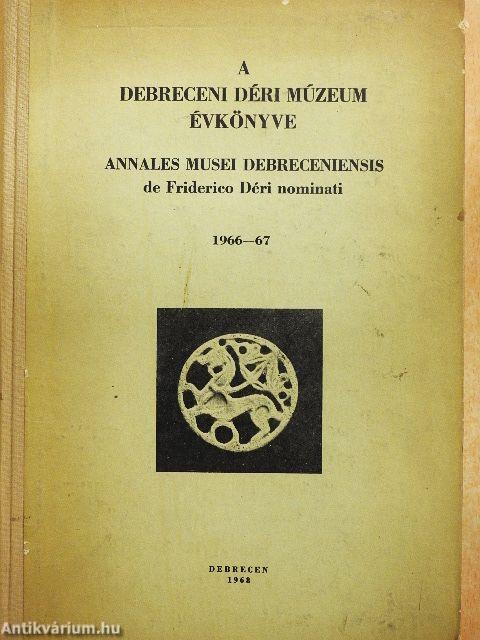 A
DEBRECENI DÉRI MÚZEUM
ÉVKÖNYVE
ANNALES MUSEI DEBRECENIENSIS
de Friderico Déri nominati
1966—67
DEBRECEN
1968
Antikvárium.hu